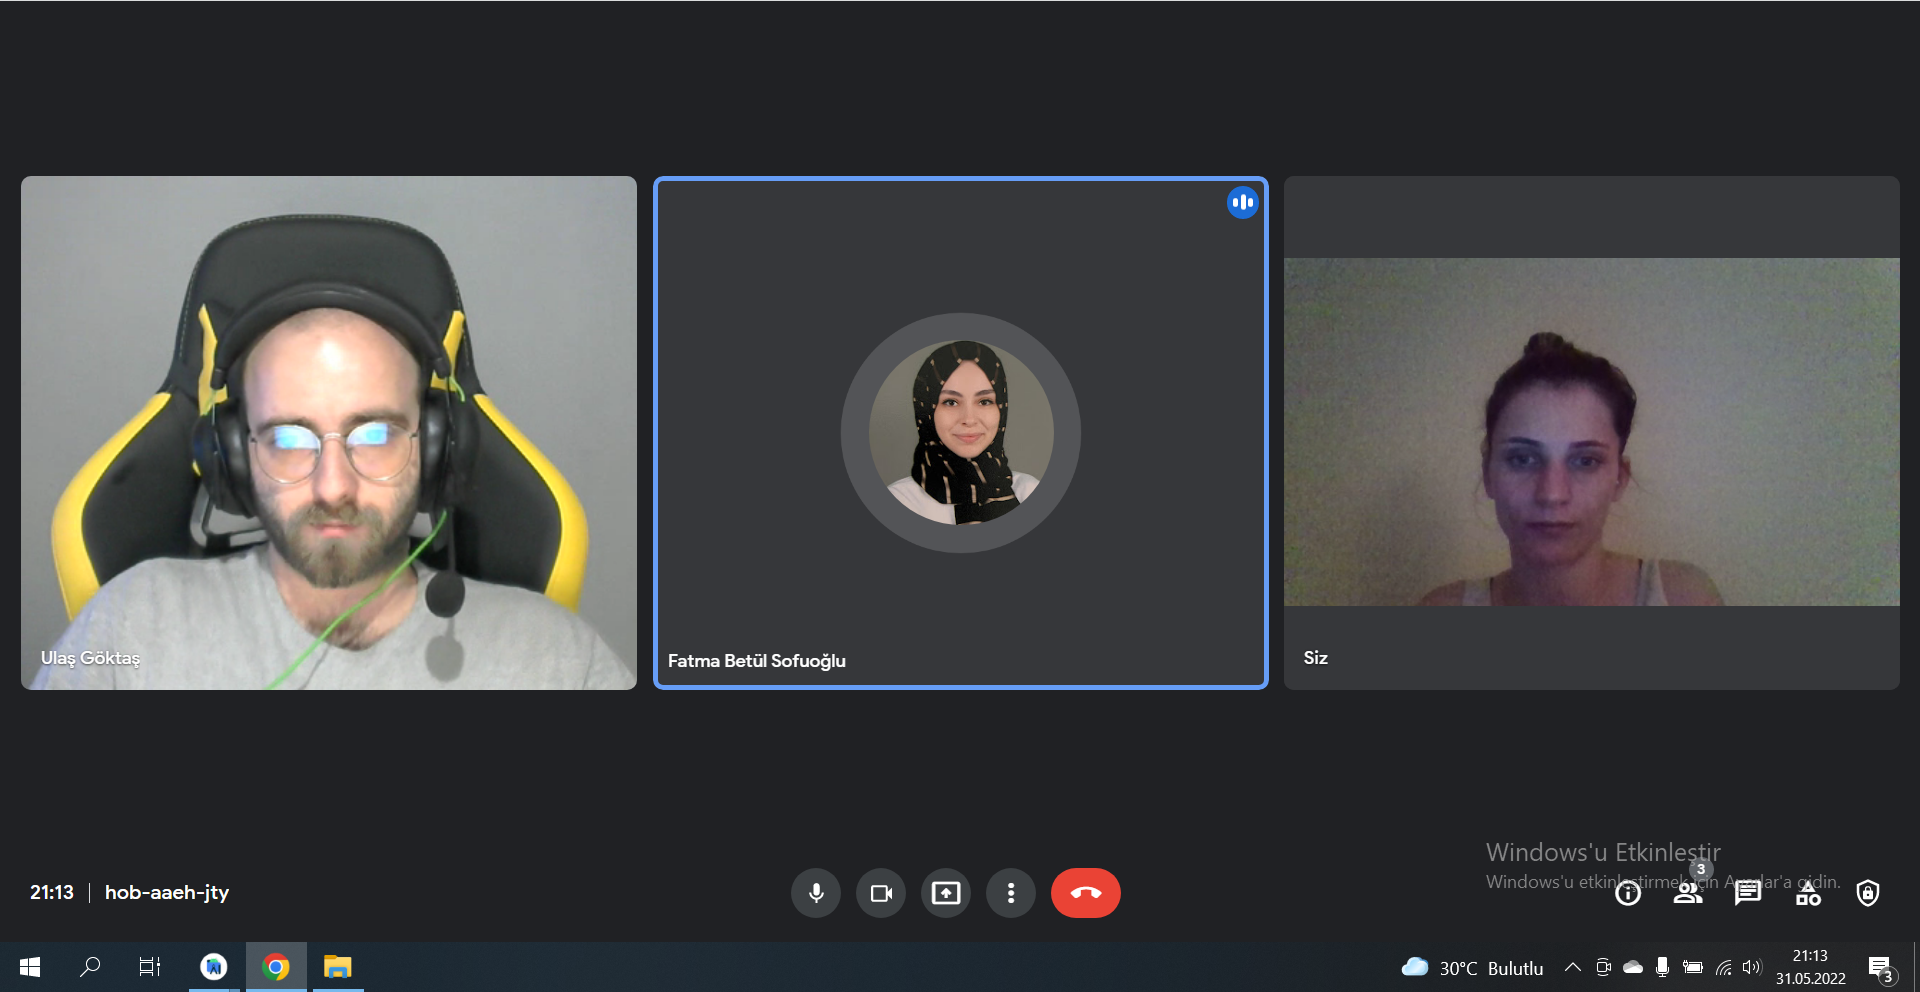 Ulaş Göktaş
Fatma Betül Sofuoğlu
Siz
Windows'u Etkinleştir
Windows'u etkinleştirmek için Ayarlar'a gidin.
3
21:13
hob-aaeh-jty
30°C Bulutlu
21:13
31.05.2022
3